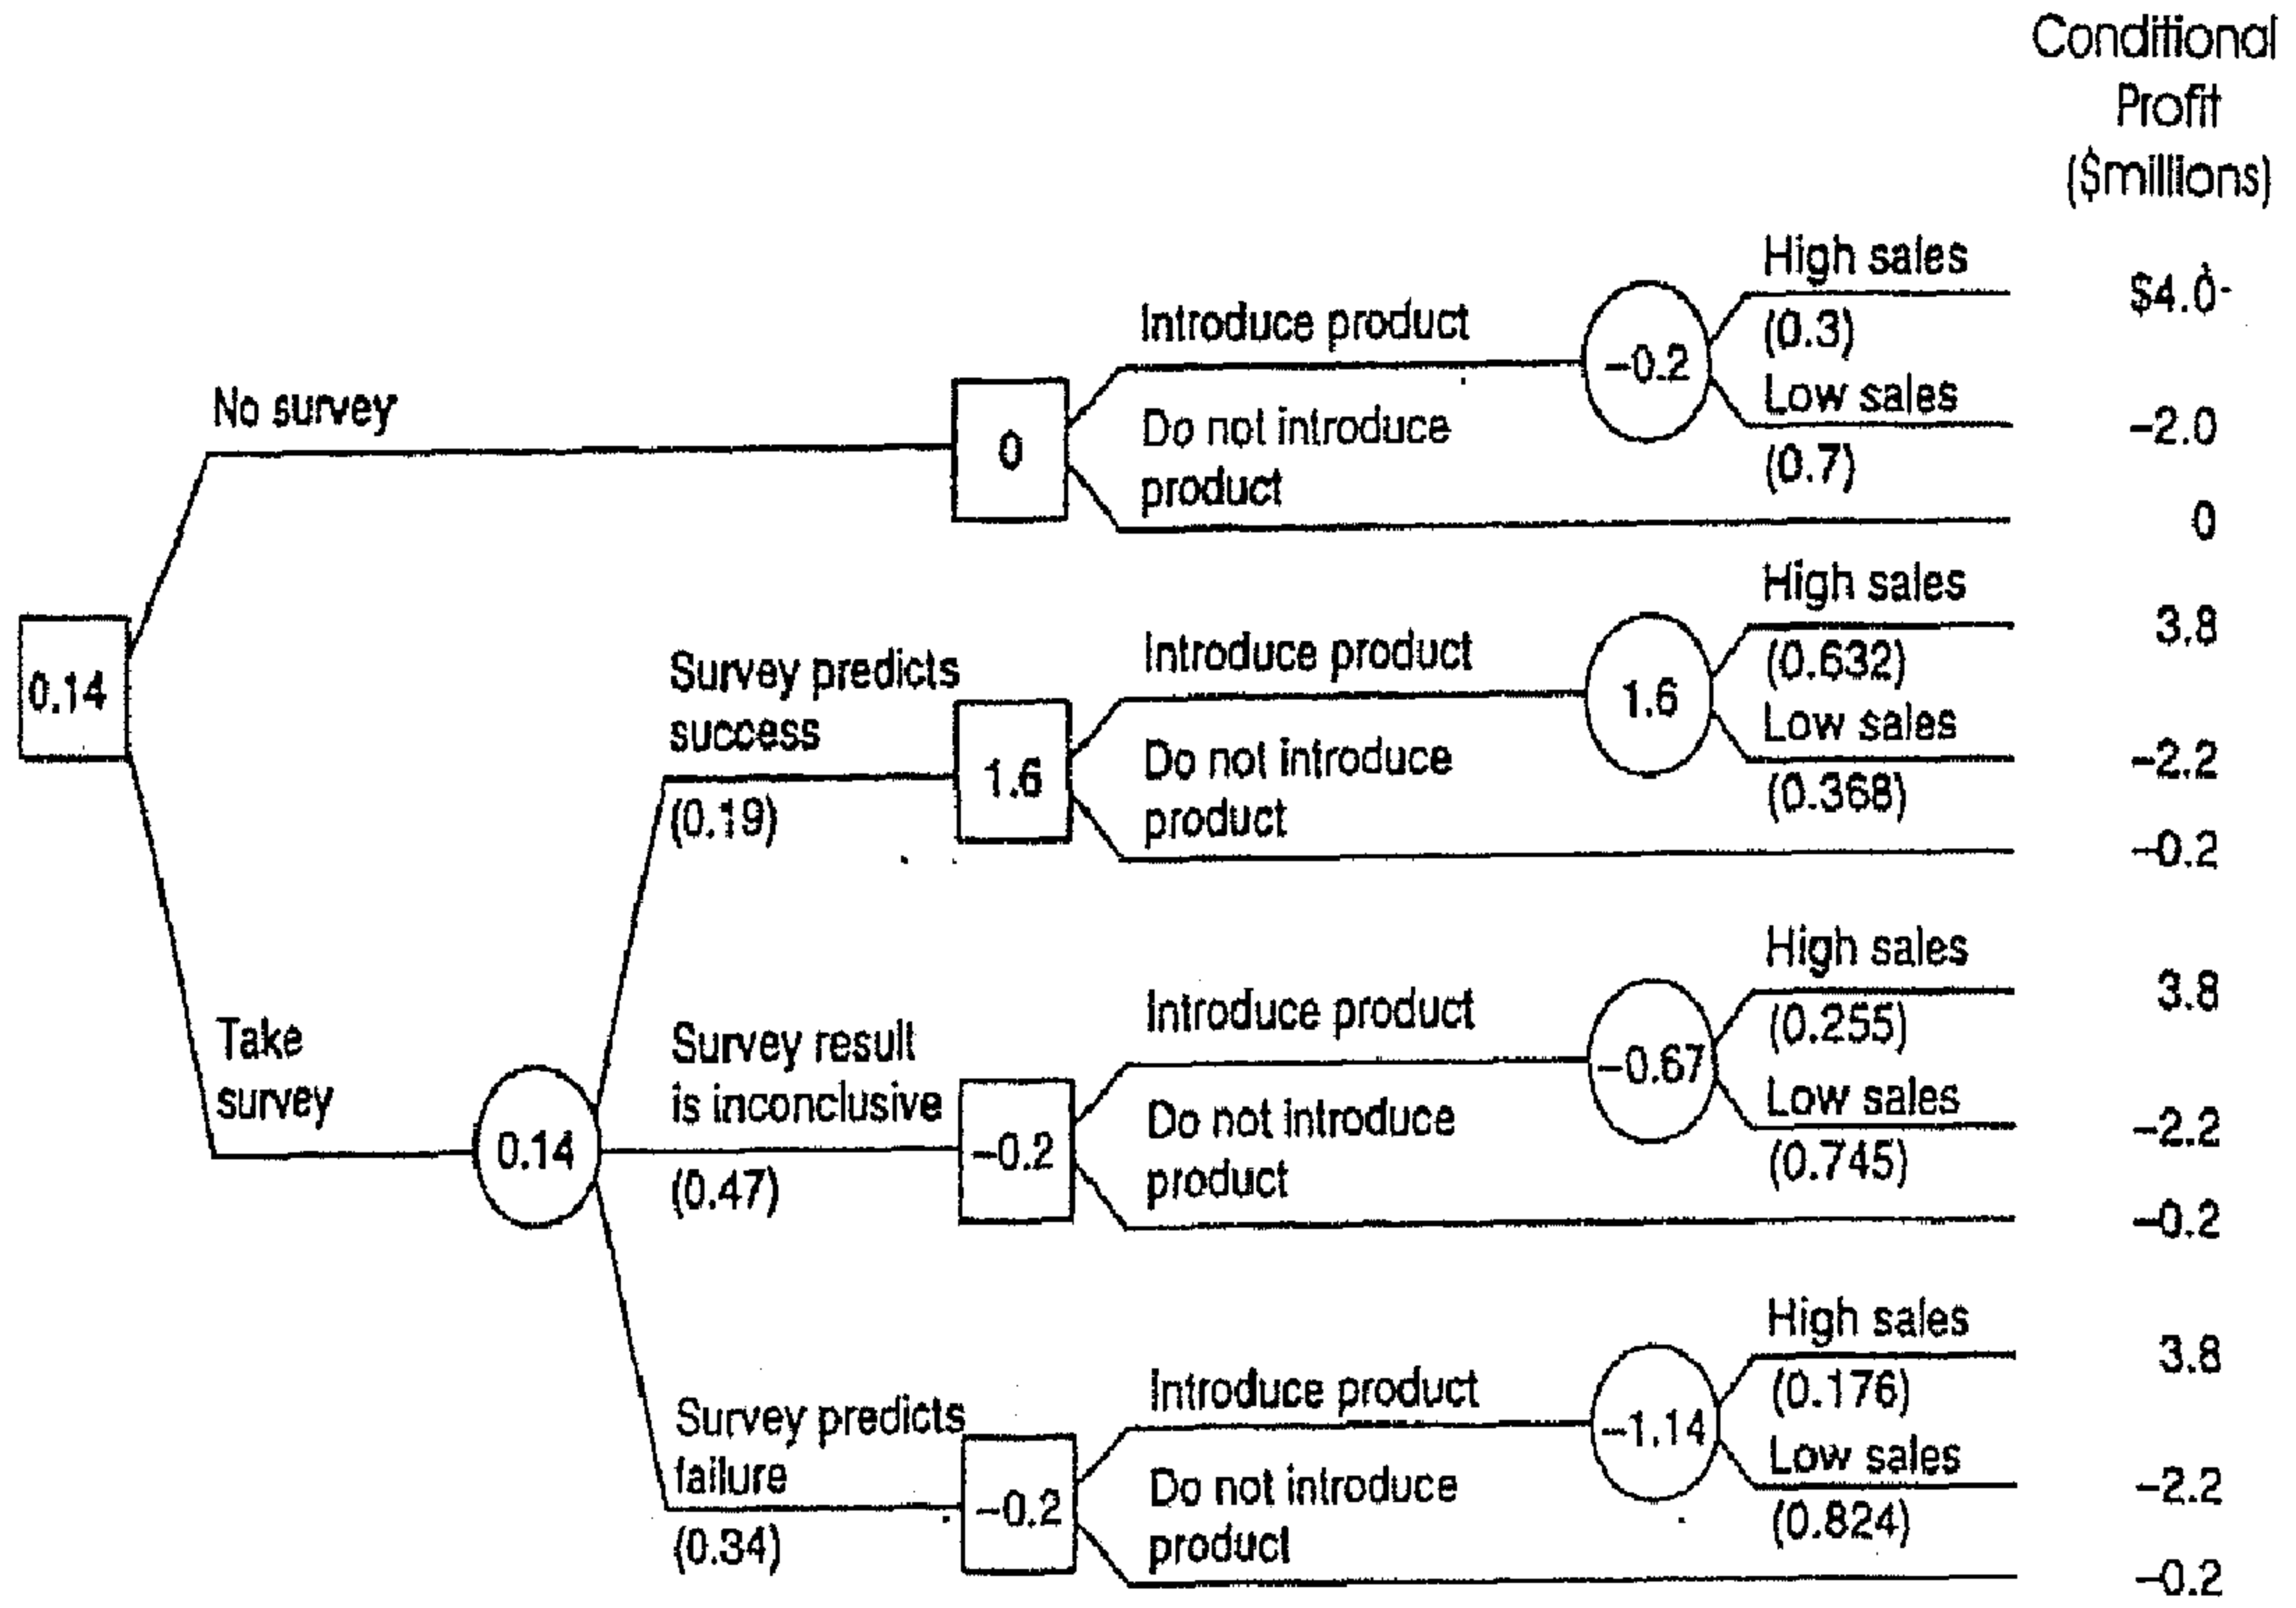 Conditional
Profit
($millions)
High sales
$4.0
Introduce product
-0.2
(0.3)
No survey
Low sales
-2.0
Do not introduce
product
0
(0.7)
0
High sales
3.8
0.14
Survey predicts
success
Introduce product
1.6
(0.632)
Low sales
-2.2
1.6
Do not introduce
product
(0.19)
(0.368)
-0.2
High sales
3.8
Take
survey
Survey result
is inconclusive
Introduce product
-0.67
(0.255)
Low sales
-2.2
0.14
-0.2
Do not introduce
product
(0.47)
(0.745)
-0.2
High sales
3.8
Survey predicts
failure
Introduce product
-1.14
(0.176)
Low sales
-2.2
-0.2
Do not introduce
product
(0.34)
(0.824)
-0.2